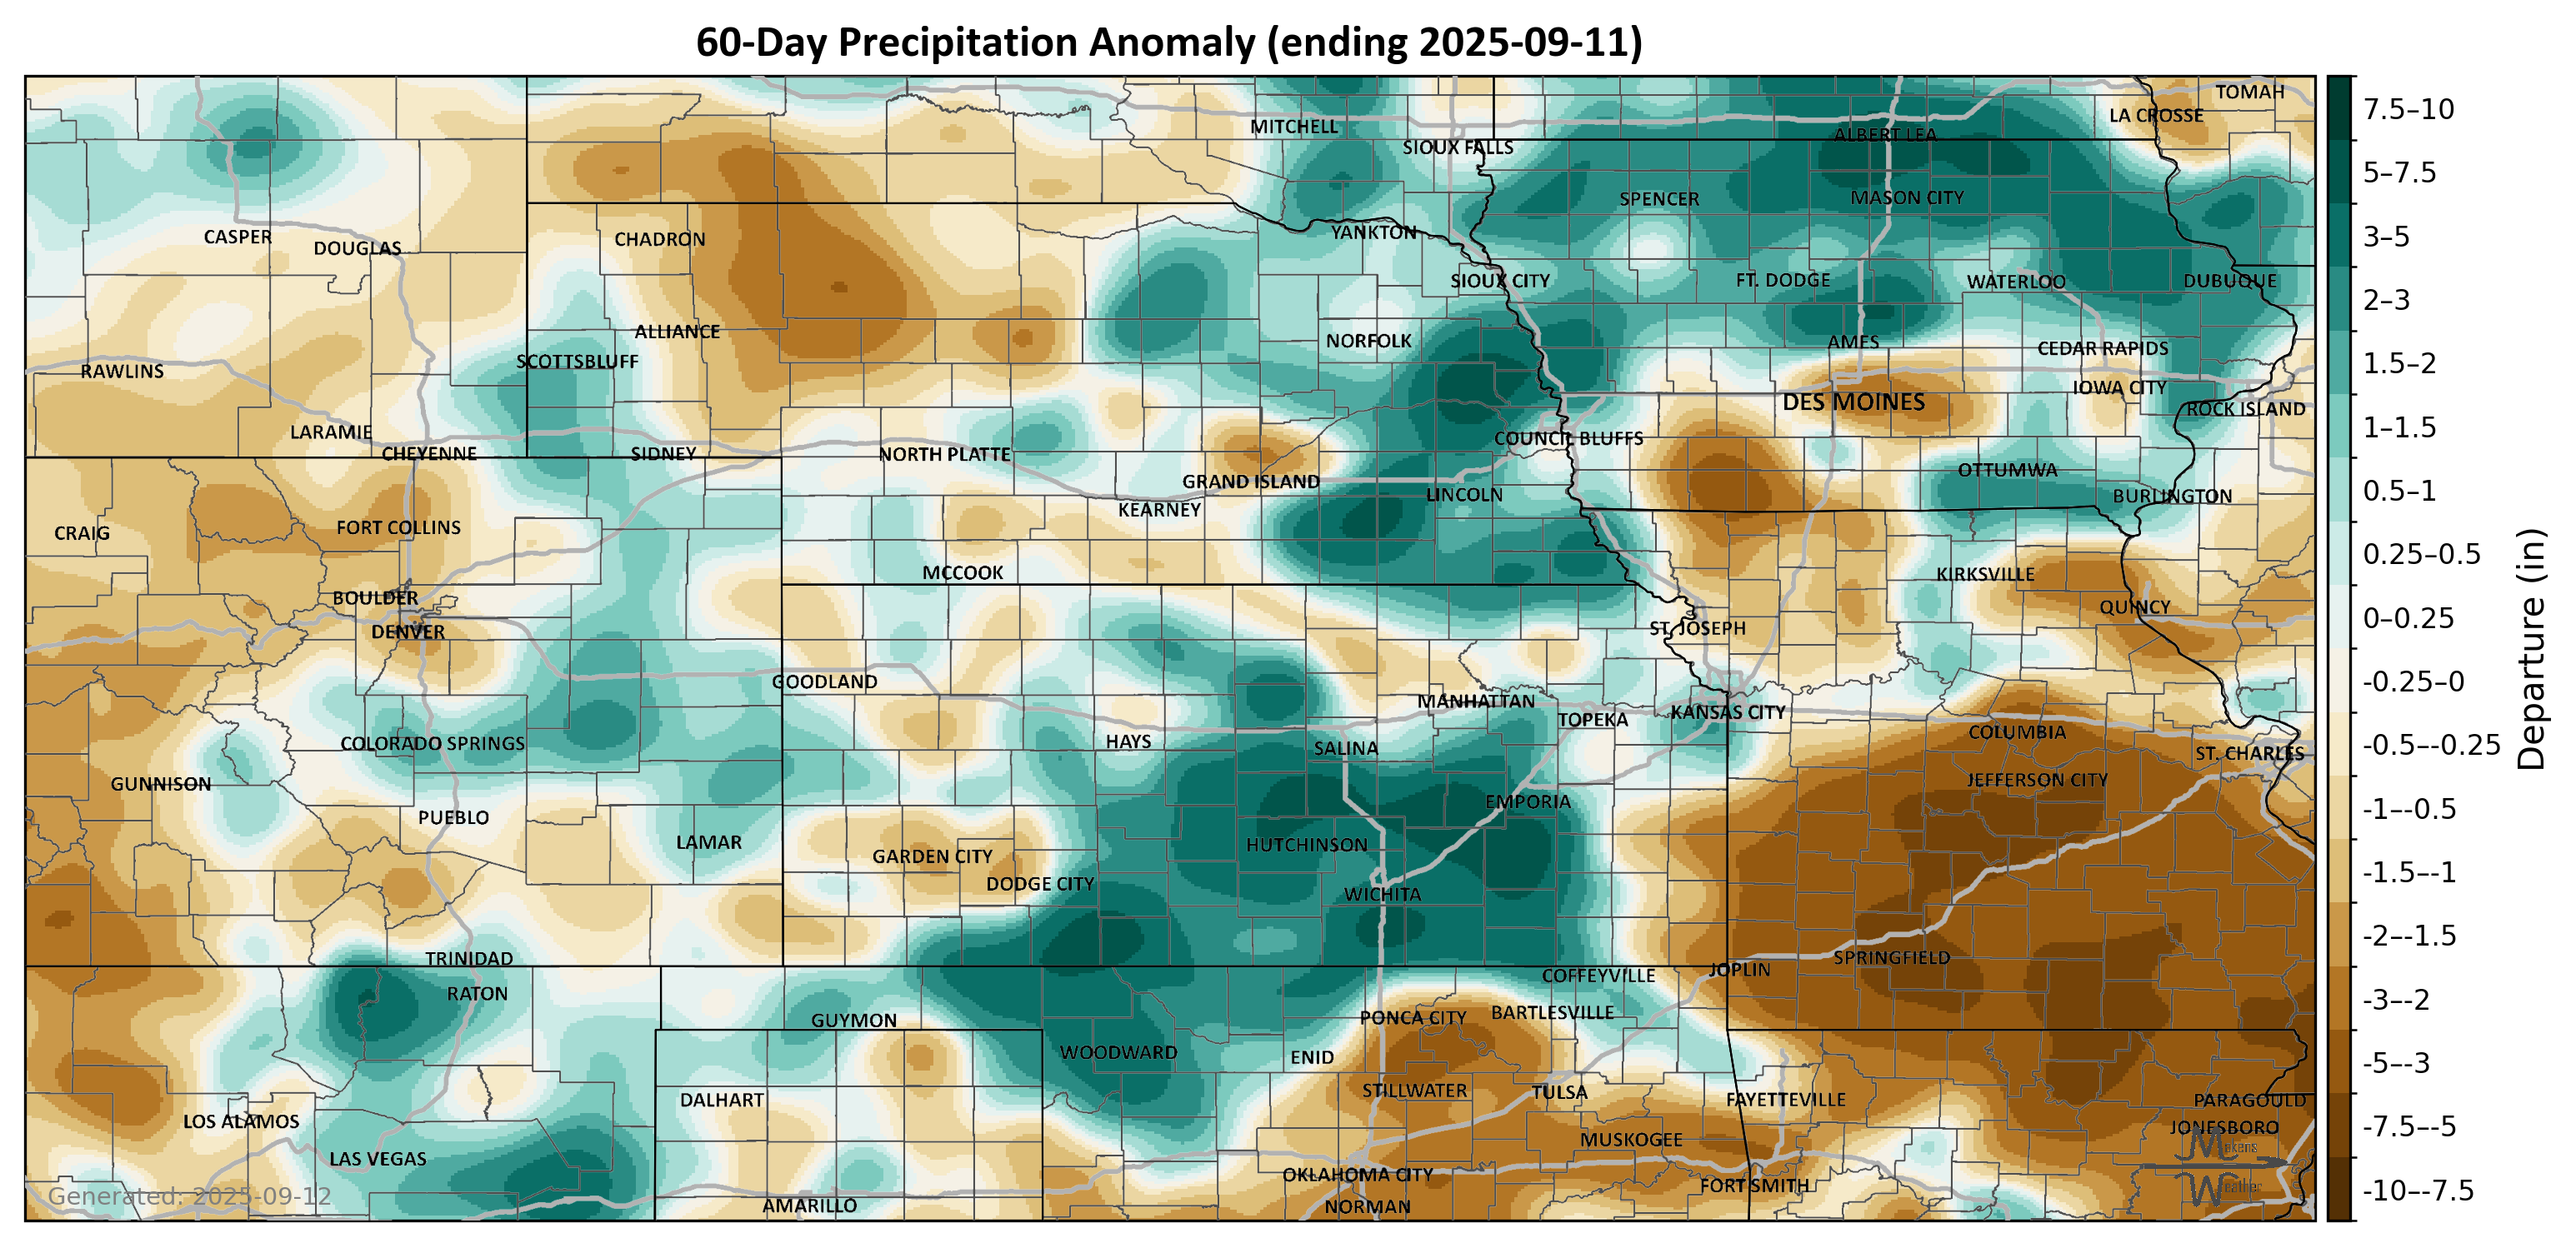 60-Day Precipitation Anomaly (ending 2025-09-11)
TOMAH
LA CROSSE
MITCHELL
ALBERT LEA
SIOUX FALLS
SPENCER
MASON CITY
CASPER
DOUGLAS
CHADRON
YANKTON
SIOUX CITY
FT. DODGE
WATERLOO
DUBUQUE
ALLIANCE
NORFOLK
AMES
CEDAR RAPIDS
SCOTTSBLUFF
RAWLINS
IOWA CITY
DES MOINES
ROCK ISLAND
LARAMIE
CHEYENNE
SIDNEY
NORTH PLATTE
COUNCIL BLUFFS
GRAND ISLAND
LINCOLN
OTTUMWA
BURLINGTON
KEARNEY
CRAIG
FORT COLLINS
MCCOOK
KIRKSVILLE
BOULDER
QUINCY
DENVER
ST. JOSEPH
GOODLAND
MANHATTAN
TOPEKA
KANSAS CITY
COLUMBIA
COLORADO SPRINGS
HAYS
SALINA
ST. CHARLES
GUNNISON
JEFFERSON CITY
PUEBLO
EMPORIA
LAMAR
HUTCHINSON
GARDEN CITY
DODGE CITY
WICHITA
TRINIDAD
SPRINGFIELD
RATON
COFFEYVILLE
JOPLIN
GUYMON
PONCA CITY
BARTLESVILLE
WOODWARD
ENID
STILLWATER
TULSA
DALHART
FAYETTEVILLE
PARAGOULD
LOS ALAMOS
MUSKOGEE
JONESBORO
LAS VEGAS
OKLAHOMA CITY
FORT SMITH
AMARILLO
NORMAN
Makens
Weather
Generated: 2025-09-12
7.5–10
5–7.5
3–5
2–3
1.5–2
1–1.5
0.5–1
0.25–0.5
0–0.25
-0.25–0
-0.5–-0.25
-1–-0.5
-1.5–-1
-2–-1.5
-3–-2
-5–-3
-7.5–-5
-10–-7.5
Departure (in)